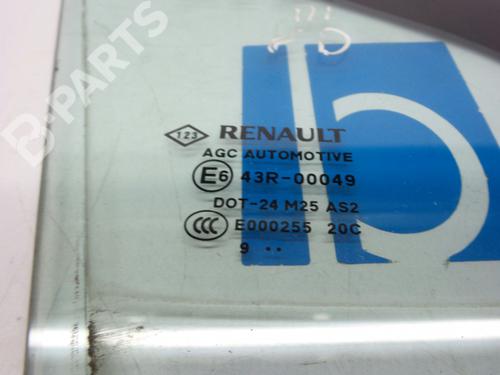 B-PARTS
123 RENAULT
AGC AUTOMOTIVE
E6 43R-00049
DOT-24 M25 AS2
CCC E000255 20C
9 ..
b